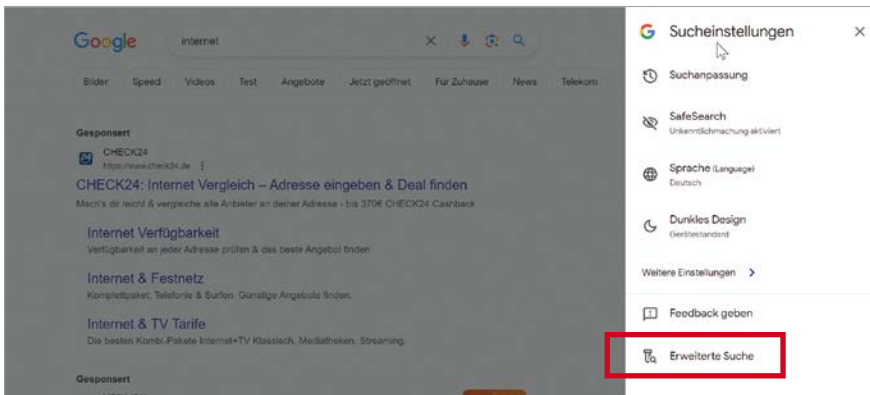 Google
internet
Bilder Speed Videos Test Angebote Jetzt geöffnet Für Zuhause News Telekom
Gesponsert
CHECK24
https://www.check24.de
CHECK24: Internet Vergleich – Adresse eingeben & Deal finden
Mach's dir leicht & vergleiche alle Anbieter an deiner Adresse - bis 370€ CHECK24 Cashback
Internet Verfügbarkeit
Verfügbarkeit an jeder Adresse prüfen & das beste Angebot finden.
Internet & Festnetz
Komplettpaket: Telefonie & Surfen. Günstige Angebote finden.
Internet & TV Tarife
Die besten Kombi-Pakete Internet+TV Klassisch, Mediatheken, Streaming.
Gesponsert
Sucheinstellungen
Suchanpassung
SafeSearch
Unkenntlichmachung aktiviert
Sprache (Language)
Deutsch
Dunkles Design
Gerätestandard
Weitere Einstellungen
Feedback geben
Erweiterte Suche